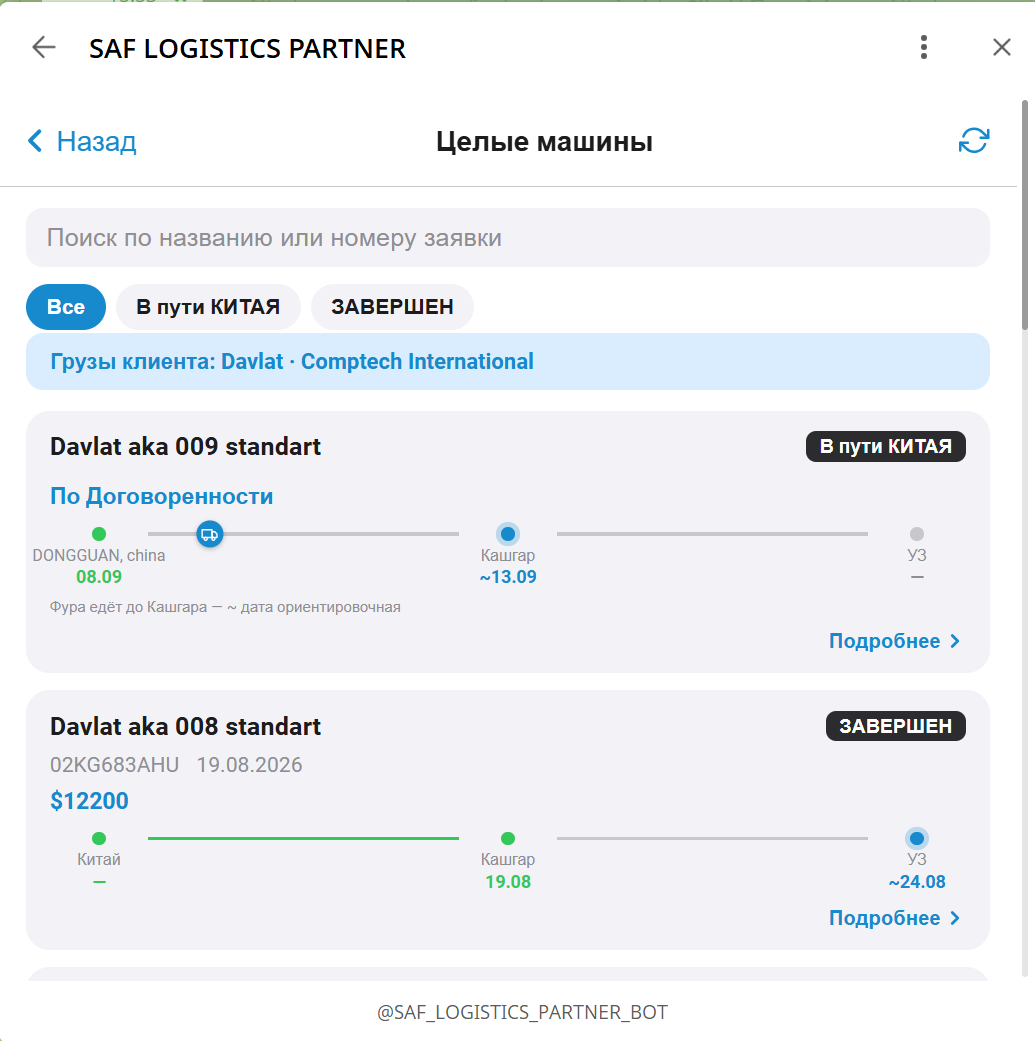 SAF LOGISTICS PARTNER
Назад
Целые машины
Поиск по названию или номеру заявки
Все
В пути КИТАЯ
ЗАВЕРШЕН
Грузы клиента: Davlat · Comptech International
Davlat aka 009 standart
В пути КИТАЯ
По Договоренности
DONGGUAN, china
Кашгар
УЗ
08.09
~13.09
—
Фура едёт до Кашгара — ~ дата ориентировочная
Подробнее
Davlat aka 008 standart
ЗАВЕРШЕН
02KG683AHU 19.08.2026
$12200
Китай
Кашгар
УЗ
—
19.08
~24.08
Подробнее
@SAF_LOGISTICS_PARTNER_BOT